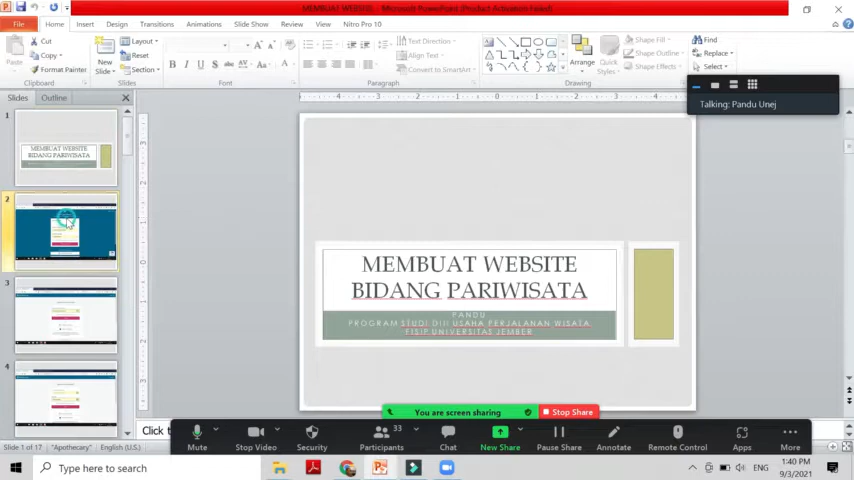 MEMBUAT WEBSITE - Microsoft PowerPoint (Product Activation Failed)
File Home Insert Design Transitions Animations Slide Show Review View Nitro Pro 10
Cut
Copy
Format Painter
Paste
Clipboard
New
Slide
Layout
Reset
Section
Slides
Font
Paragraph
Text Direction
Align Text
Convert to SmartArt
Arrange
Quick
Styles
Shape Fill
Shape Outline
Shape Effects
Drawing
Find
Replace
Select
Talking: Pandu Unej
Slides Outline
1
MEMBUAT WEBSITE
BIDANG PARIWISATA
2
3
4
MEMBUAT WEBSITE
BIDANG PARIWISATA
PANDU
PROGRAM STUDI DIII USAHA PERJALANAN WISATA
FISIP UNIVERSITAS JEMBER
You are screen sharing
Stop Share
Click t
Mute
Stop Video
Security
33
Participants
Chat
New Share
Pause Share
Annotate
Remote Control
Apps
More
Slide 1 of 17 "Apothecary" English (U.S.)
Type here to search
ENG
1:40 PM
9/3/2021